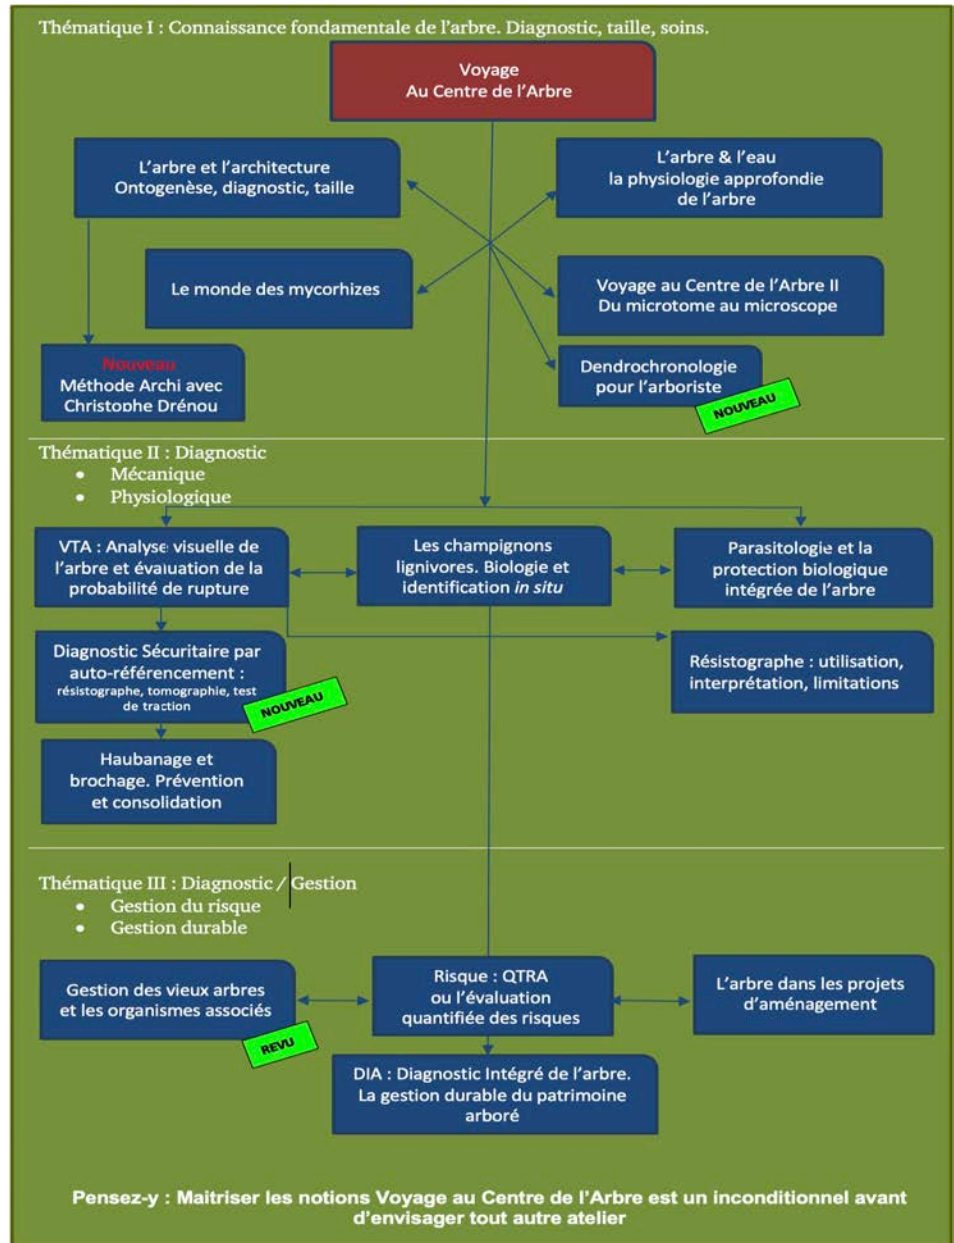 Thématique I : Connaissance fondamentale de l'arbre. Diagnostic, taille, soins.
Voyage
Au Centre de l'Arbre
L'arbre et l'architecture
Ontogenèse, diagnostic, taille
L'arbre & l'eau
la physiologie approfondie
de l'arbre
Le monde des mycorhizes
Voyage au Centre de l'Arbre II
Du microtome au microscope
Nouveau
Méthode Archi avec
Christophe Drénou
Dendrochronologie
pour l'arboriste
NOUVEAU
Thématique II : Diagnostic
• Mécanique
• Physiologique
VTA : Analyse visuelle de
l'arbre et évaluation de la
probabilité de rupture
Les champignons
lignivores. Biologie et
identification in situ
Parasitologie et la
protection biologique
intégrée de l'arbre
Diagnostic Sécuritaire par
auto-référencement :
résistographe, tomographie, test
de traction
NOUVEAU
Résistographe : utilisation,
interprétation, limitations
Haubanage et
brochage. Prévention
et consolidation
Thématique III : Diagnostic / Gestion
• Gestion du risque
• Gestion durable
Gestion des vieux arbres
et les organismes associés
REVU
Risque : QTRA
ou l'évaluation
quantifiée des risques
L'arbre dans les projets
d'aménagement
DIA : Diagnostic Intégré de l'arbre.
La gestion durable du patrimoine
arboré
Pensez-y : Maitriser les notions Voyage au Centre de l'Arbre est un inconditionnel avant
d'envisager tout autre atelier